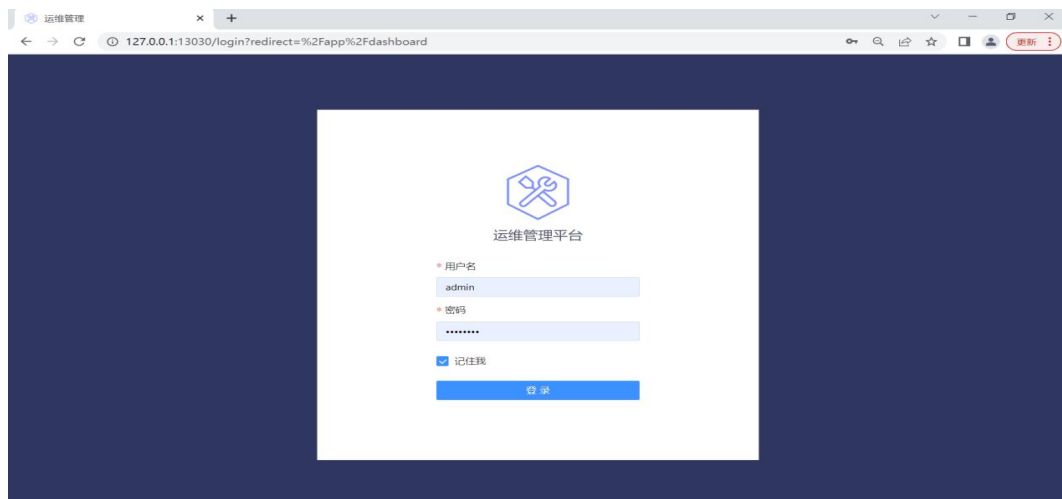 运维管理
127.0.0.1:13030/login?redirect=%2Fapp%2Fdashboard
更新
运维管理平台
* 用户名
admin
* 密码
••••••••
记住我
登 录